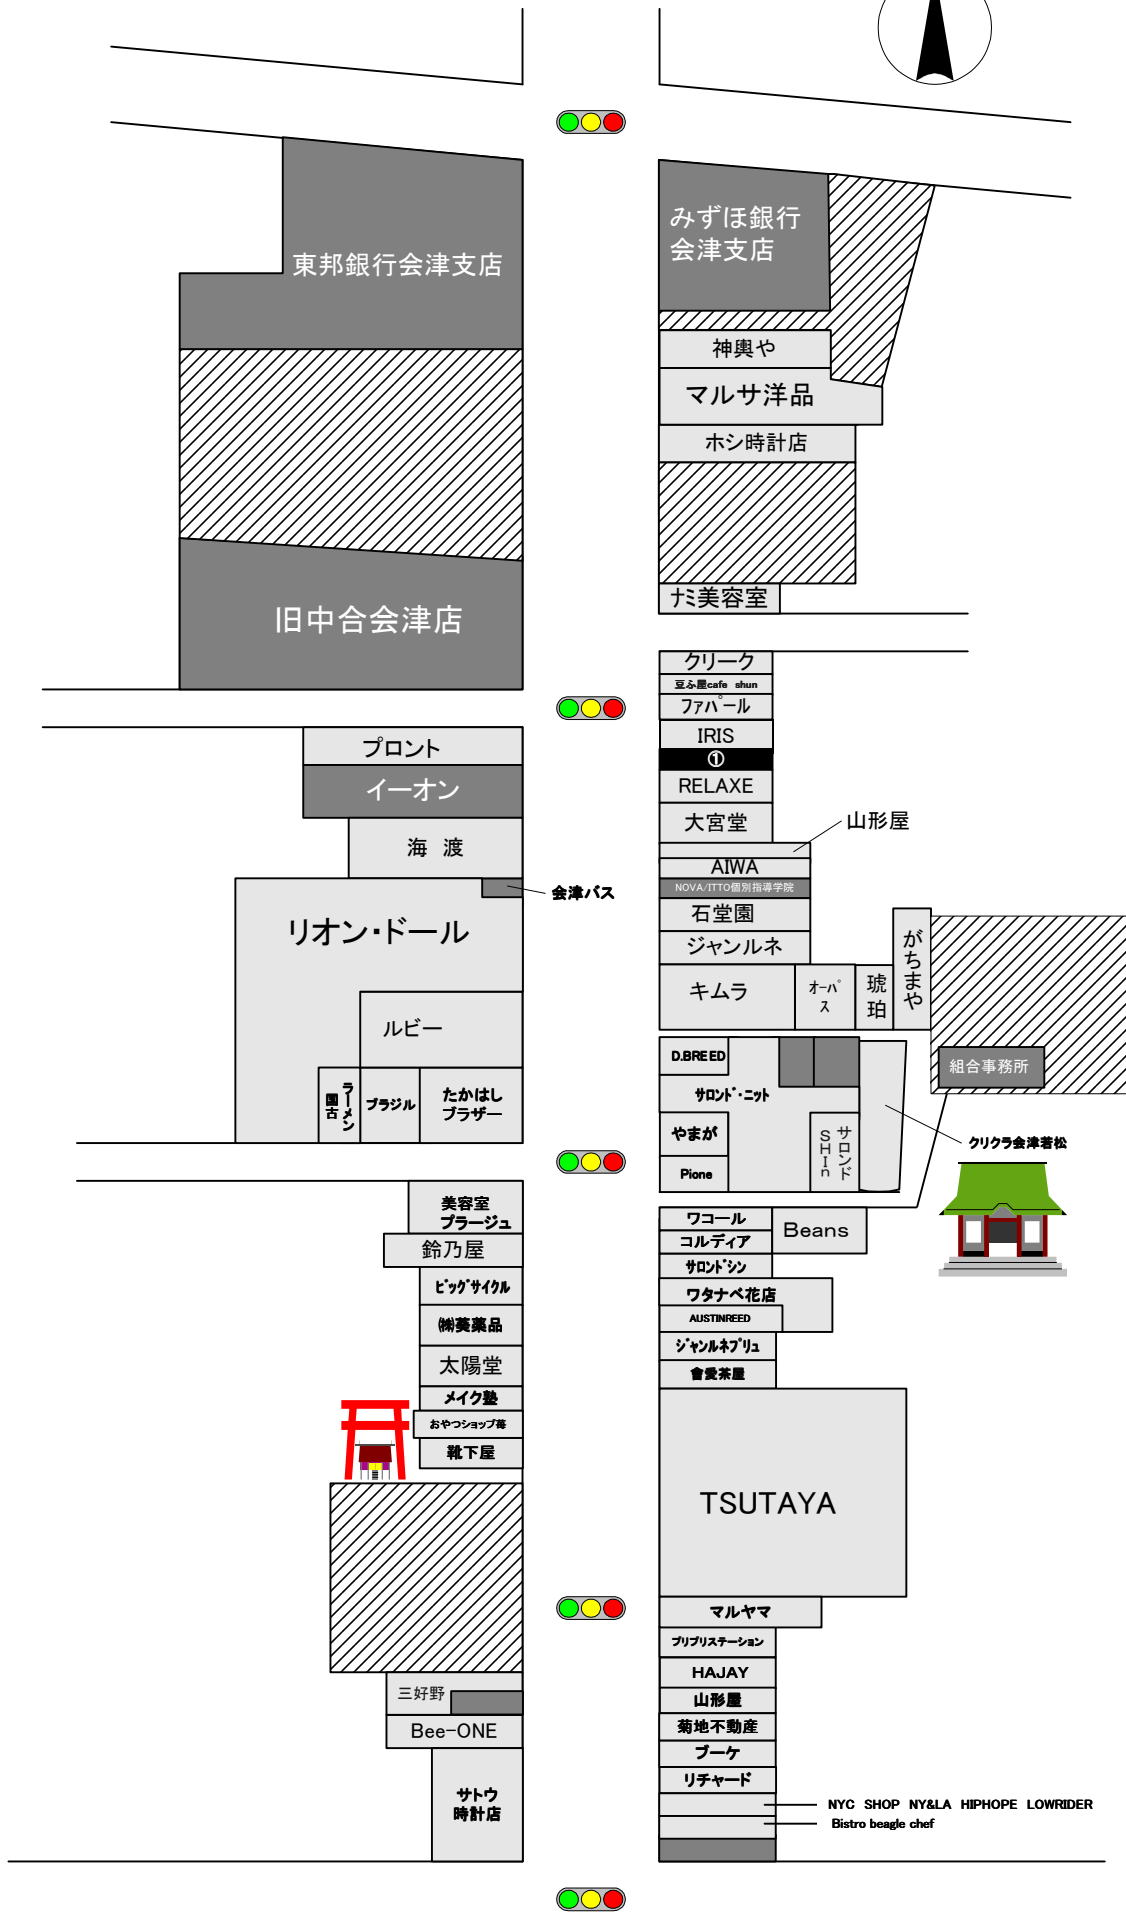 東邦銀行会津支店
旧中合会津店
プロント
イーオン
海 渡
会津バス
リオン・ドール
ルビー
ラーメン
国古
ブラジル
たかはし
ブラザー
美容室
プラージュ
鈴乃屋
ビッグサイクル
㈱葵薬品
太陽堂
メイク塾
おやつショップ苺
靴下屋
三好野
Bee-ONE
サトウ
時計店
みずほ銀行
会津支店
神輿や
マルサ洋品
ホシ時計店
ナミ美容室
クリーク
豆ふ屋cafe shun
ファパール
IRIS
①
RELAXE
大宮堂
山形屋
AIWA
NOVA/ITTO個別指導学院
石堂園
ジャンルネ
キムラ
オーパ
ス
琥珀
がちまや
組合事務所
D.BREED
サロンド・ニット
やまが
Pione
サロンド
SHIn
クリクラ会津若松
ワコール
コルディア
Beans
サロンドシン
ワタナベ花店
AUSTINREED
ジャンルネプリュ
會愛茶屋
TSUTAYA
マルヤマ
プリプリステーション
HAJAY
山形屋
菊地不動産
ブーケ
リチャード
NYC SHOP NY&LA HIPHOPE LOWRIDER
Bistro beagle chef